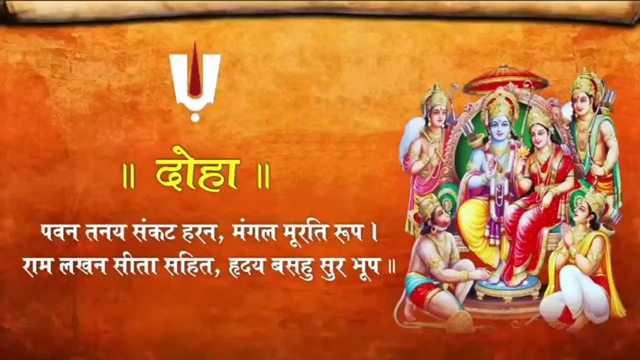 ॥ दोहा ॥
पवन तनय संकट हरन, मंगल मूरति रूप।
राम लखन सीता सहित, हृदय बसहु सुर भूप॥